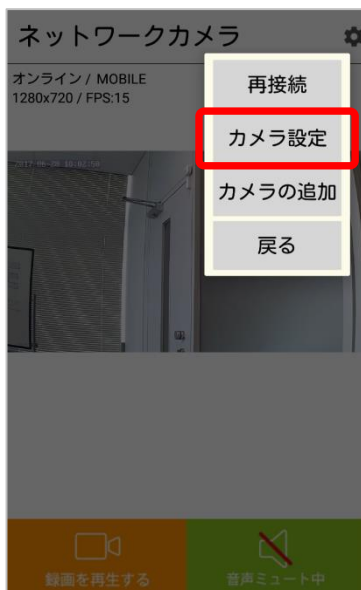 ネットワークカメラ
オンライン / MOBILE
1280x720 / FPS:15
再接続
カメラ設定
カメラの追加
戻る
録画を再生する
音声ミュート中